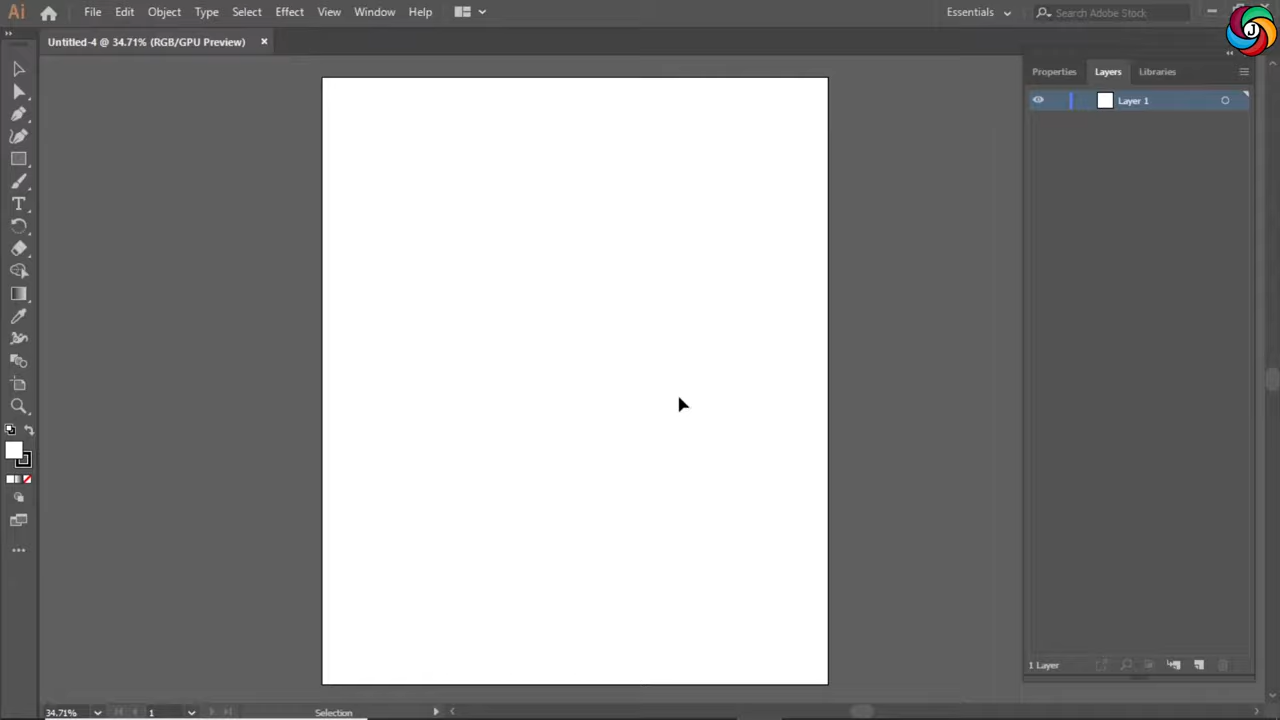 Ai File Edit Object Type Select Effect View Window Help Essentials Search Adobe Stock
J
Untitled-4 @ 34.71% (RGB/GPU Preview) ×
Properties Layers Libraries
Layer 1
T
1 Layer
34.71% 1 Selection